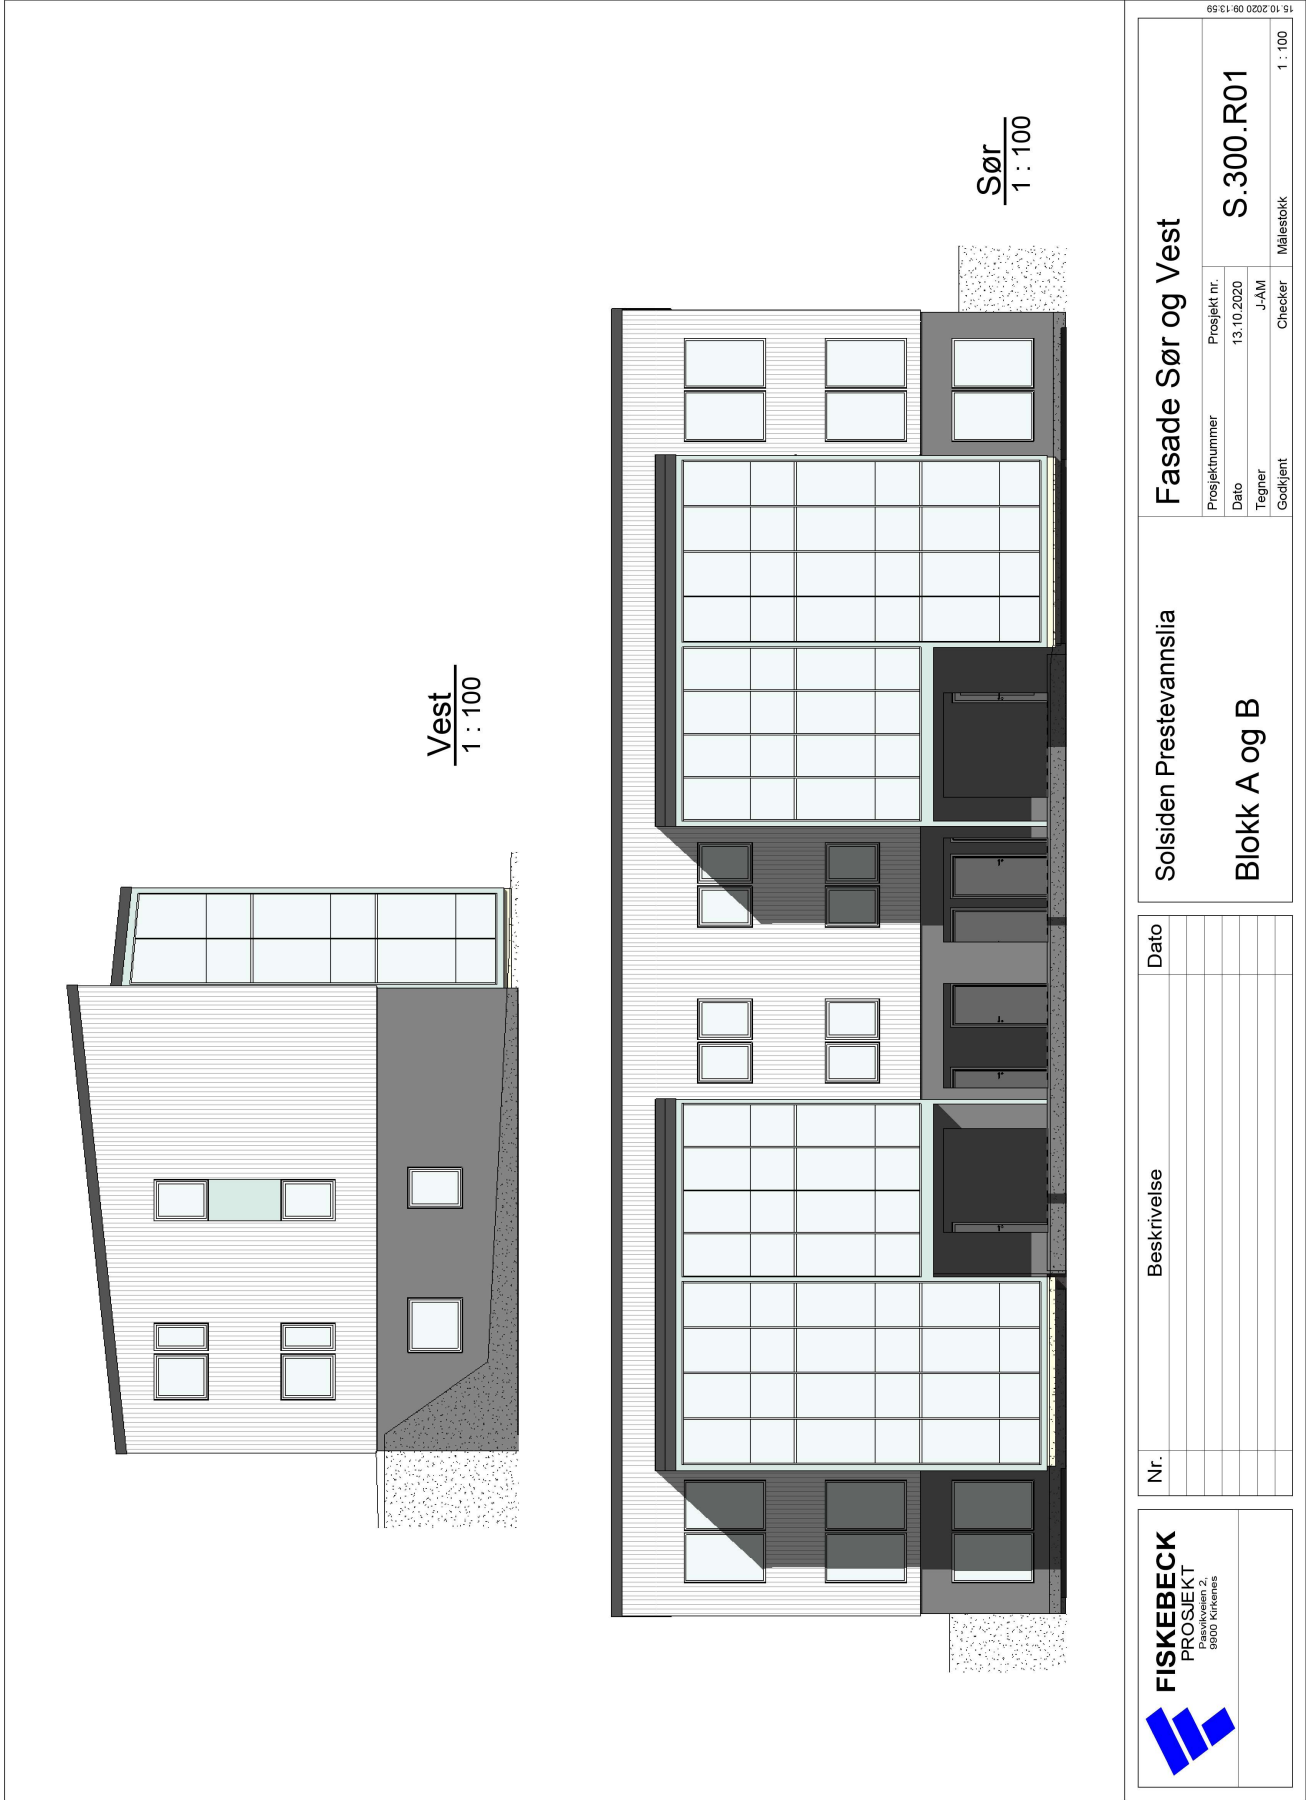 Vest
1 : 100
Sør
1 : 100
FISKEBECK
PROSJEKT
Pasvikveien 2,
9900 Kirkenes
Nr. Beskrivelse Dato
Solsiden Prestevannslia
Blokk A og B
Fasade Sør og Vest
Prosjektnummer Prosjekt nr.
Dato 13.10.2020
Tegner J-ÅM
Godkjent Checker
S.300.R01
Målestokk 1 : 100
15.10.2020 09:13:59